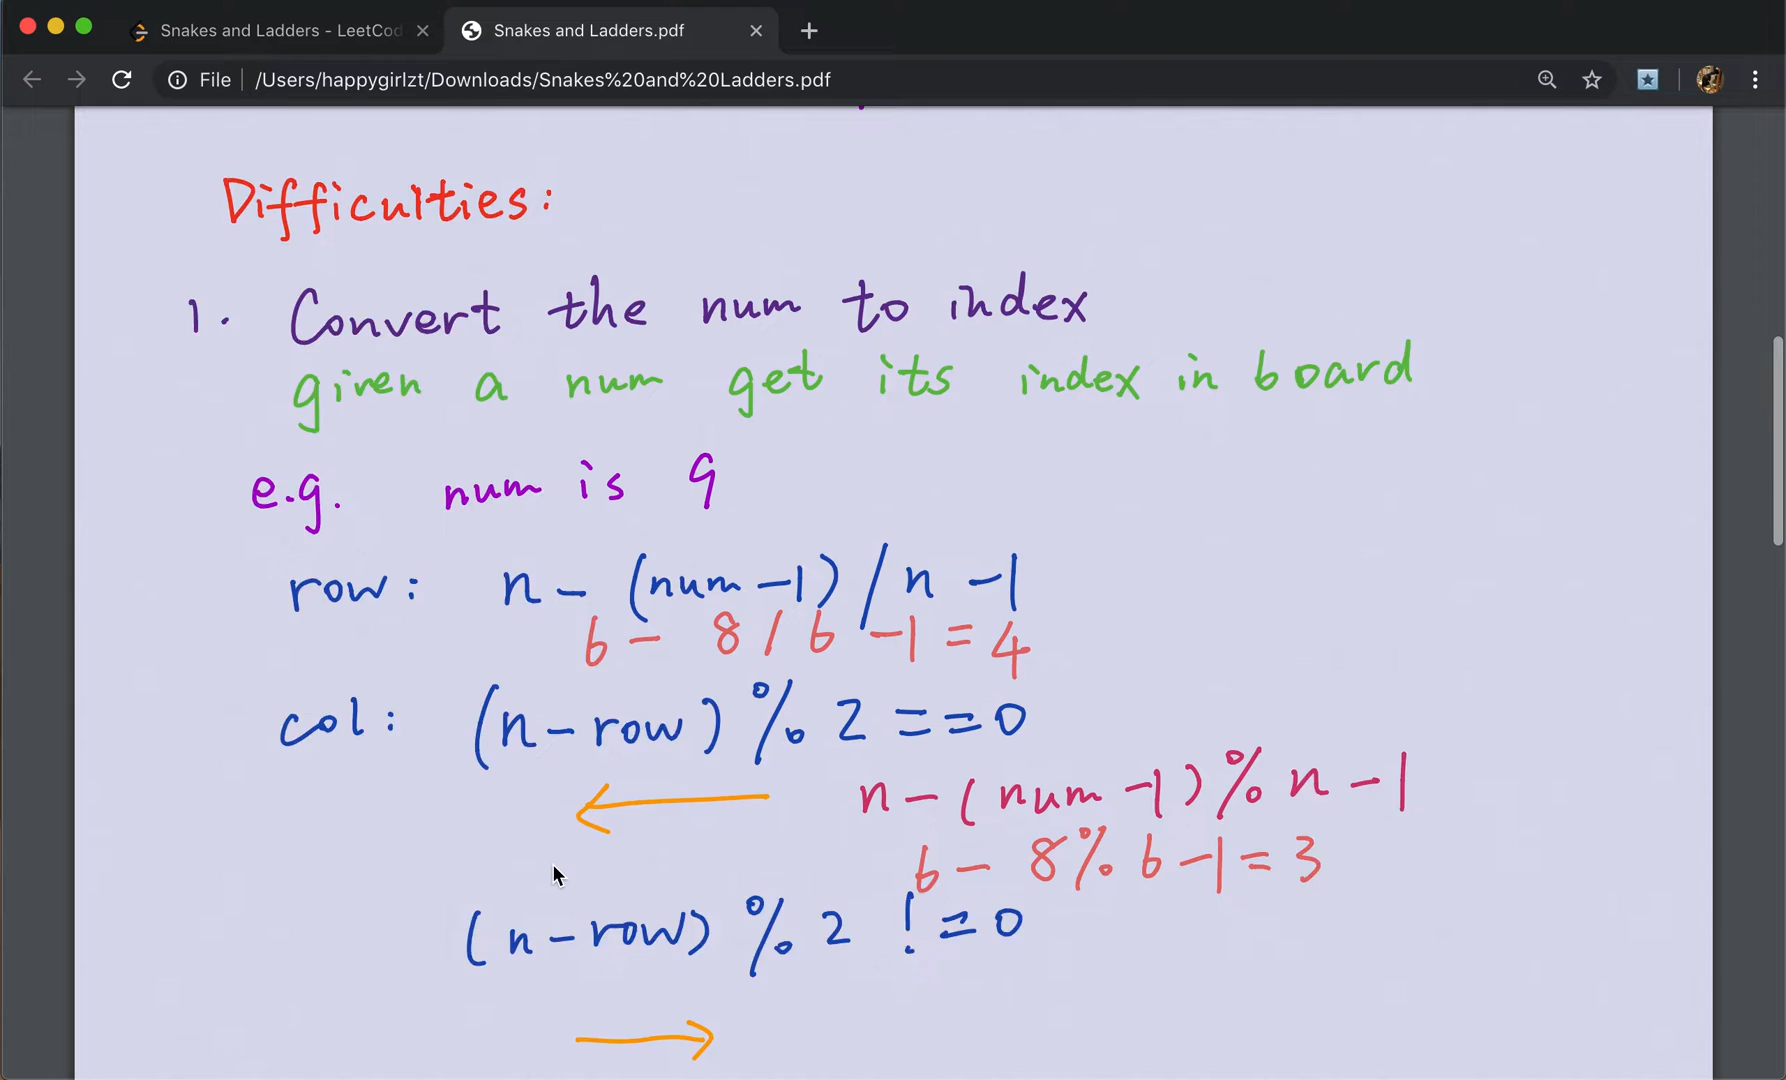 Snakes and Ladders - LeetCod
Snakes and Ladders.pdf
File
/Users/happygirlzt/Downloads/Snakes%20and%20Ladders.pdf
Difficulties:
1. Convert the num to index
given a num get its index in board
e.g. num is 9
row: n - (num - 1) / n - 1
6 - 8 / 6 - 1 = 4
col: (n - row) % 2 == 0
n - (num - 1) % n - 1
6 - 8 % 6 - 1 = 3
(n - row) % 2 != 0